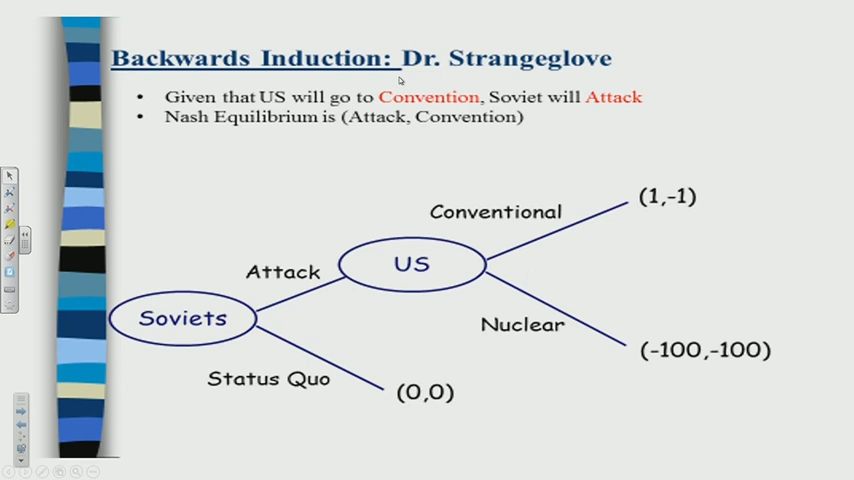 Backwards Induction: Dr. Strangeglove
• Given that US will go to Convention, Soviet will Attack
• Nash Equilibrium is (Attack, Convention)
Conventional
(1,-1)
Attack
US
Soviets
Nuclear
(-100,-100)
Status Quo
(0,0)